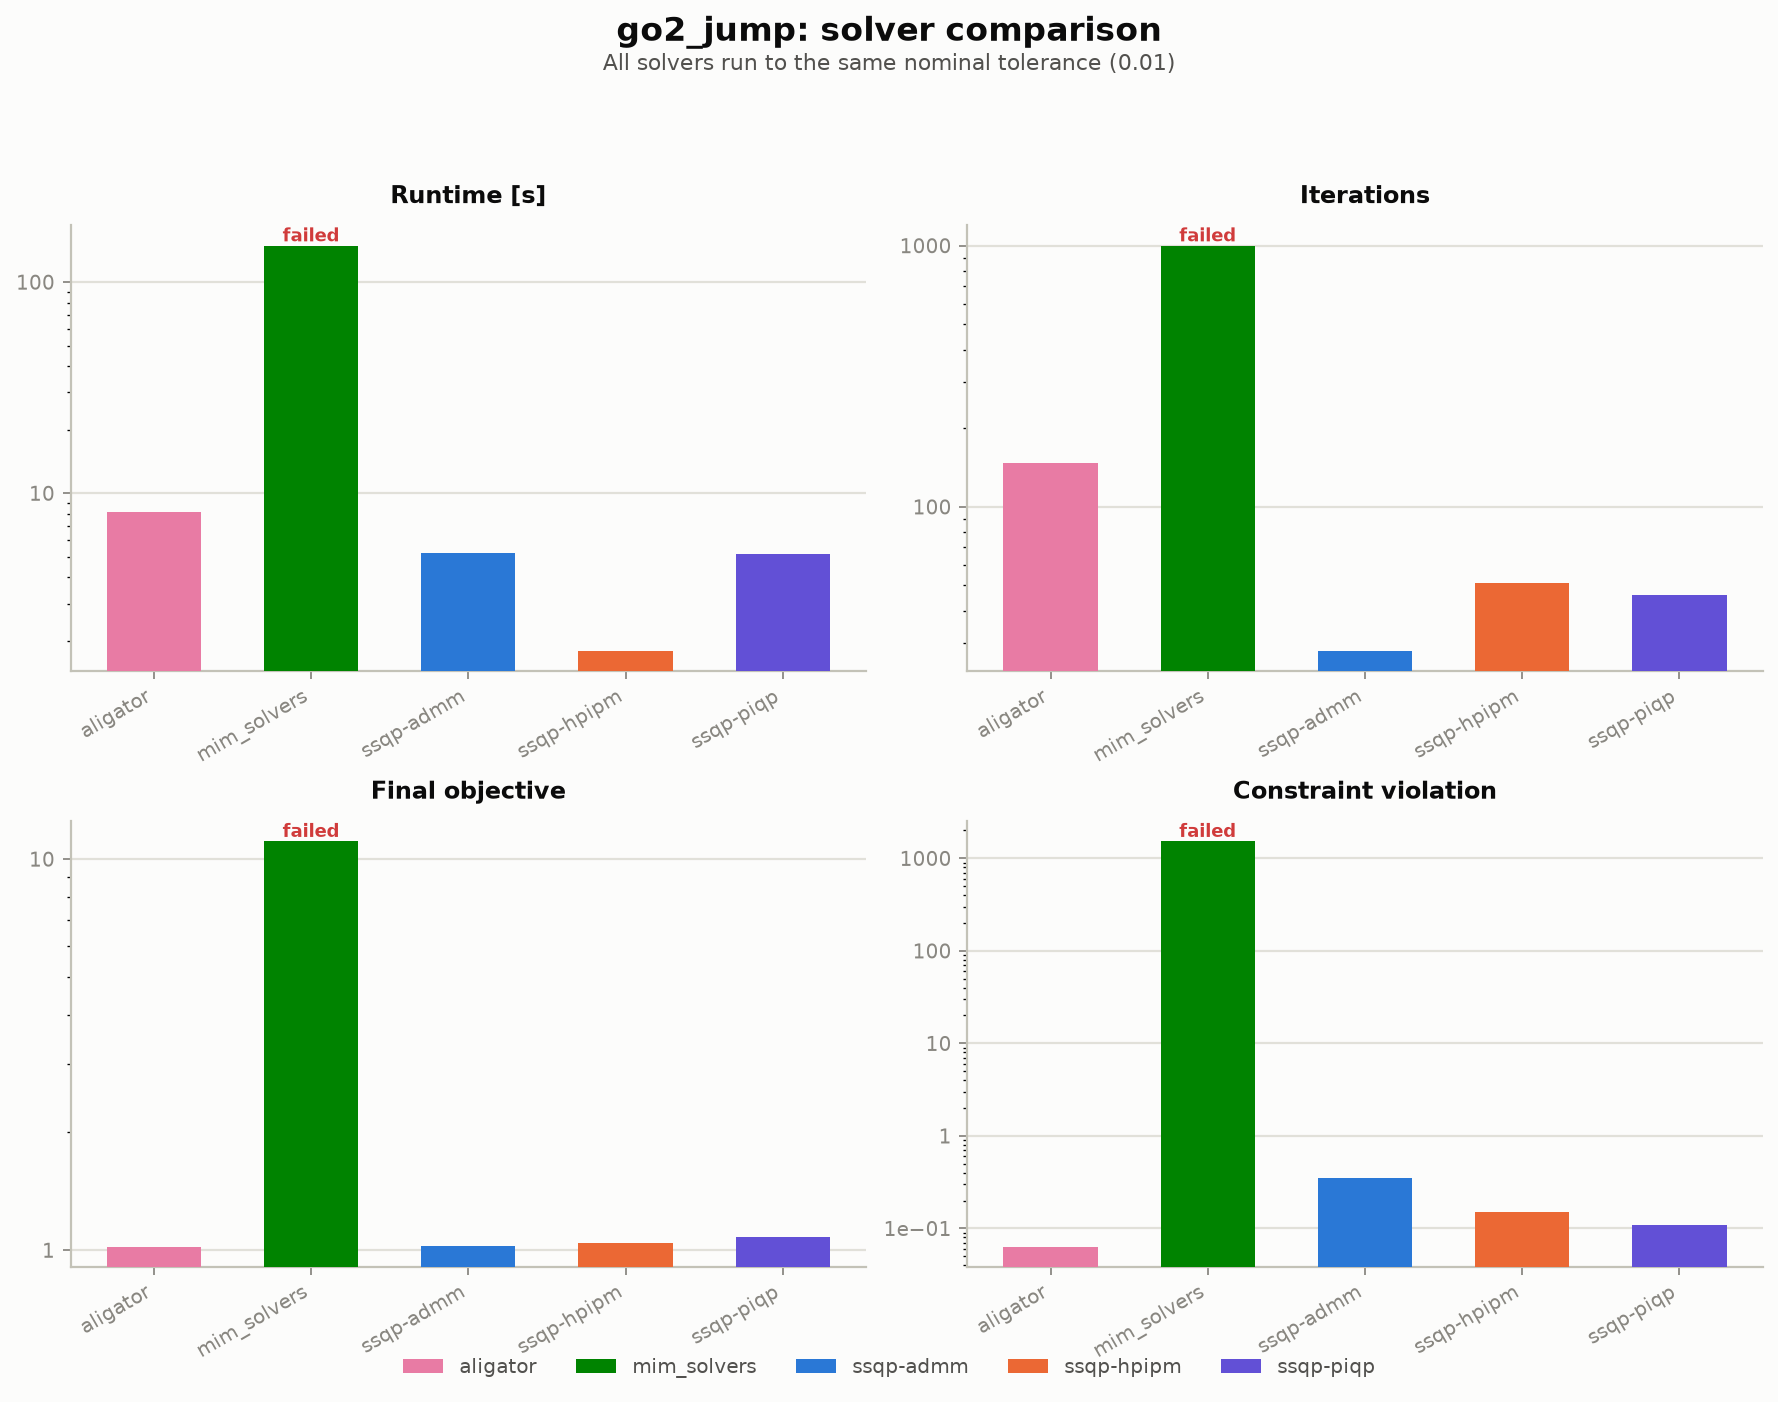 go2_jump: solver comparison
All solvers run to the same nominal tolerance (0.01)
Runtime [s]
failed
100
10
aligator
mim_solvers
ssqp-admm
ssqp-hpipm
ssqp-piqp
Iterations
failed
1000
100
aligator
mim_solvers
ssqp-admm
ssqp-hpipm
ssqp-piqp
Final objective
failed
10
1
aligator
mim_solvers
ssqp-admm
ssqp-hpipm
ssqp-piqp
Constraint violation
failed
1000
100
10
1
1e−01
aligator
mim_solvers
ssqp-admm
ssqp-hpipm
ssqp-piqp
aligator mim_solvers ssqp-admm ssqp-hpipm ssqp-piqp